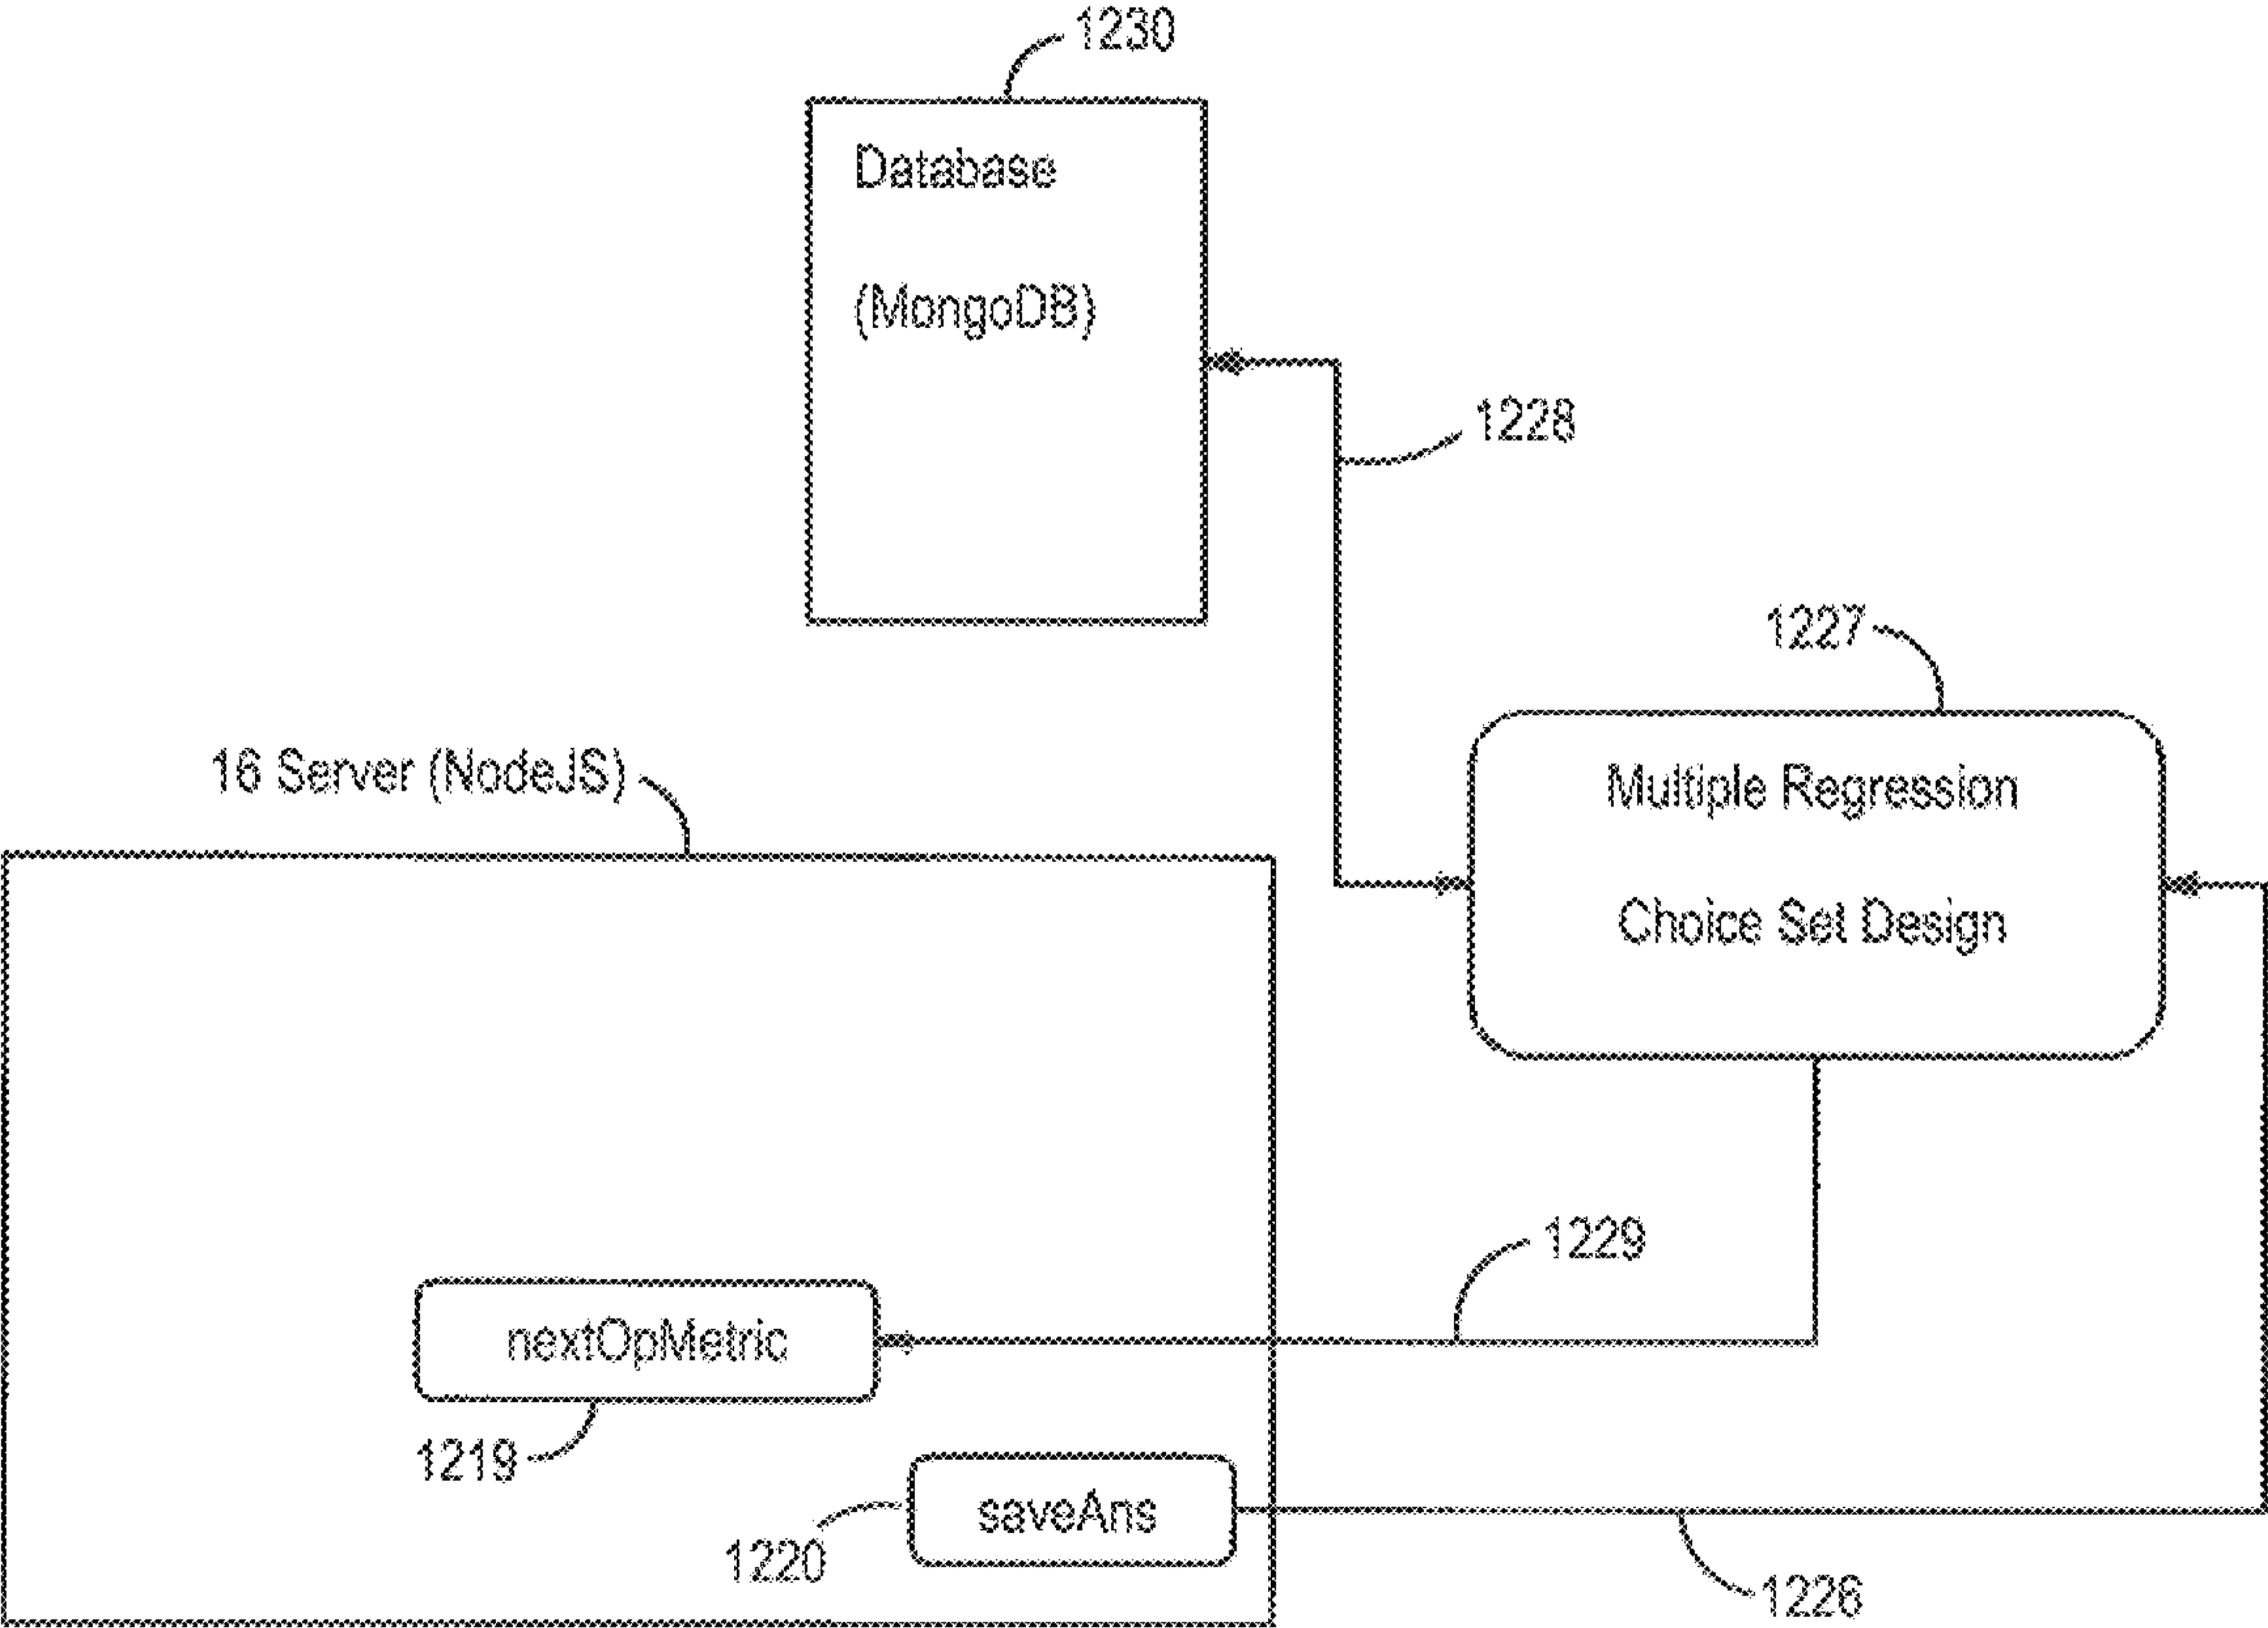 1230
Database
(MongoDB)
1228
1227
16 Server (NodeJS)
Multiple Regression
Choice Set Design
1229
nextOpMetric
1219
saveAns
1220
1226